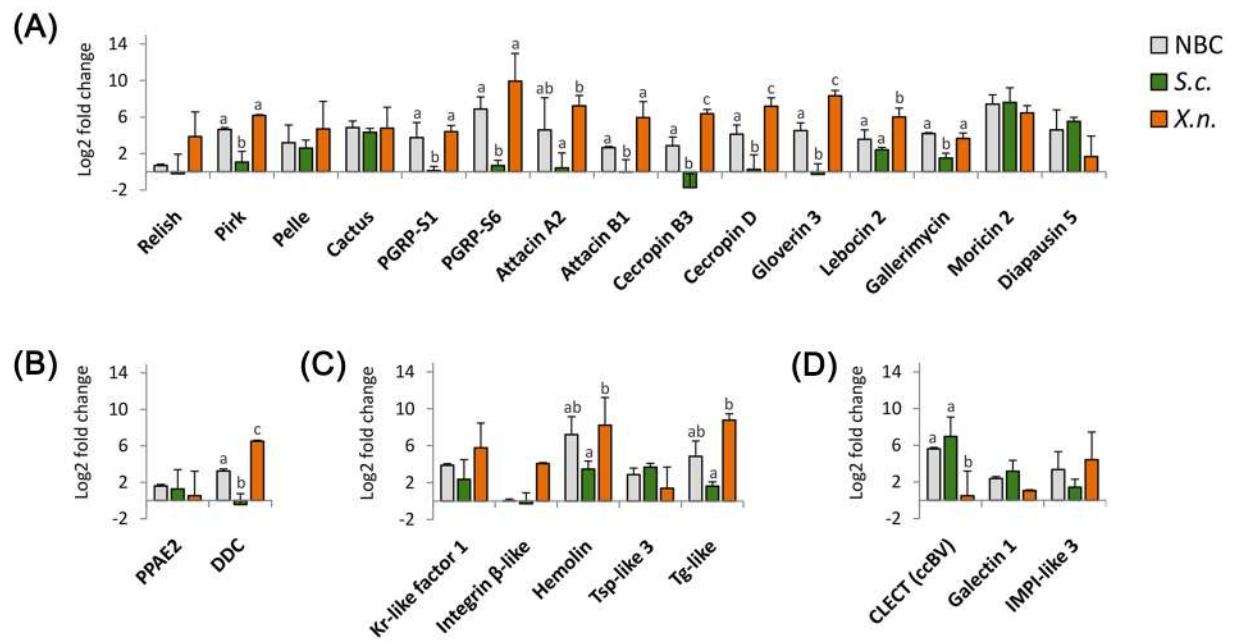 (A)
Log2 fold change
14
10
6
2
-2
a b a
a b a
a b a
ab a b
a b a
a b c
a b c
a b c
a a b
a b a
Relish Pirk Pelle Cactus PGRP-S1 PGRP-S6 Attacin A2 Attacin B1 Cecropin B3 Cecropin D Gloverin 3 Lebocin 2 Gallerimycin Moricin 2 Diapausin 5
NBC
S.c.
X.n.
(B)
Log2 fold change
14
10
6
2
-2
a b c
PPAE2 DDC
(C)
Log2 fold change
14
10
6
2
-2
ab a b
ab a b
Kr-like factor 1 Integrin β-like Hemolin Tsp-like 3 Tg-like
(D)
Log2 fold change
14
10
6
2
-2
a a b
CLECT (ccBV) Galectin 1 IMPI-like 3